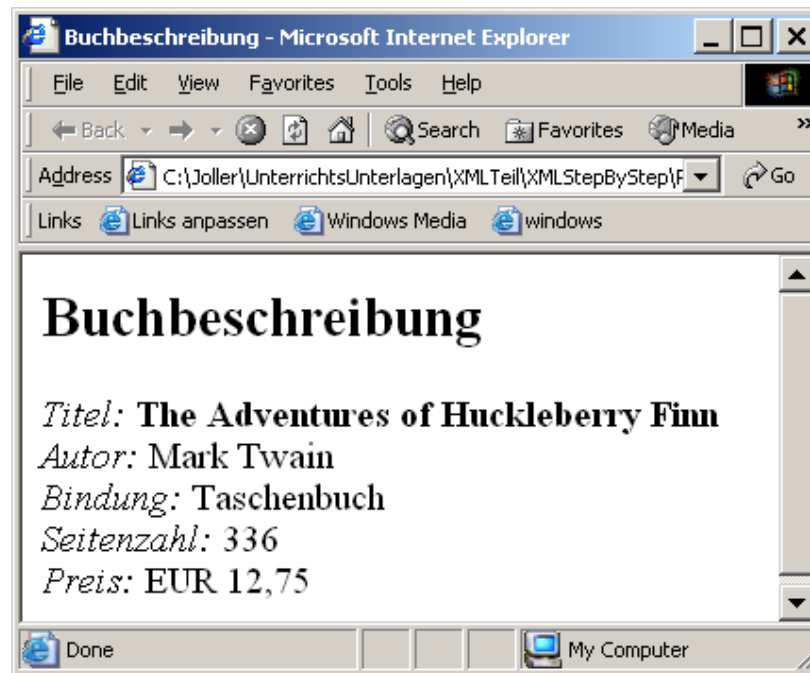 Buchbeschreibung - Microsoft Internet Explorer
File Edit View Favorites Tools Help
Back Search Favorites Media »
Address C:\Joller\UnterrichtsUnterlagen\XMLTeil\XMLStepByStep\F Go
Links Links anpassen Windows Media windows
Buchbeschreibung
Titel: The Adventures of Huckleberry Finn
Autor: Mark Twain
Bindung: Taschenbuch
Seitenzahl: 336
Preis: EUR 12,75
Done My Computer